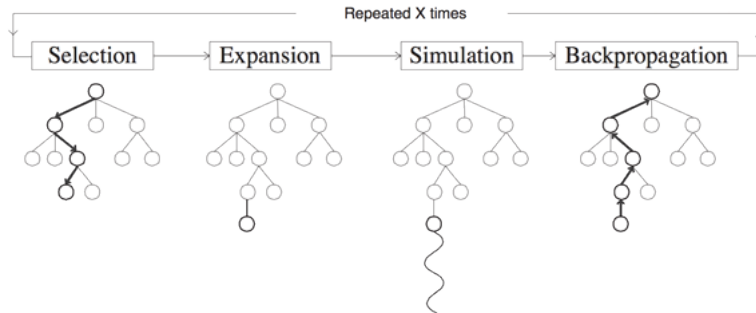 Repeated X times
Selection
Expansion
Simulation
Backpropagation